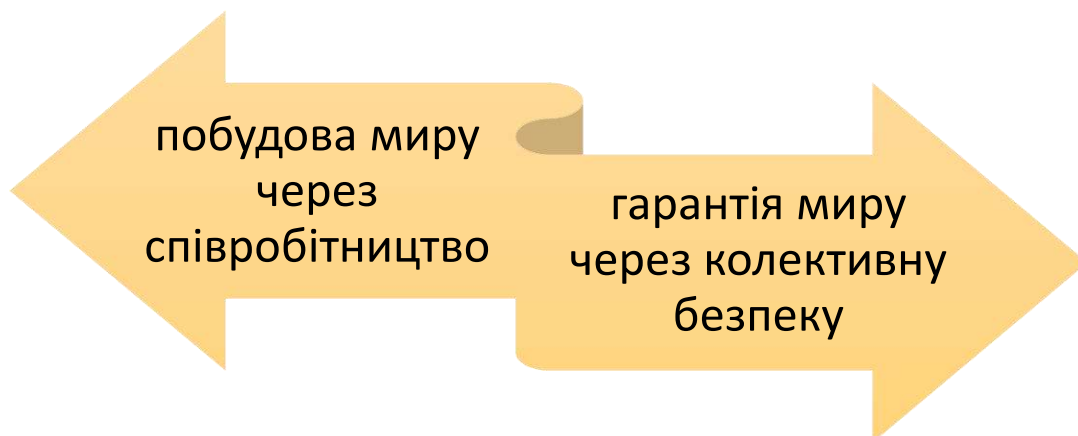 побудова миру
через
співробітництво
гарантія миру
через колективну
безпеку